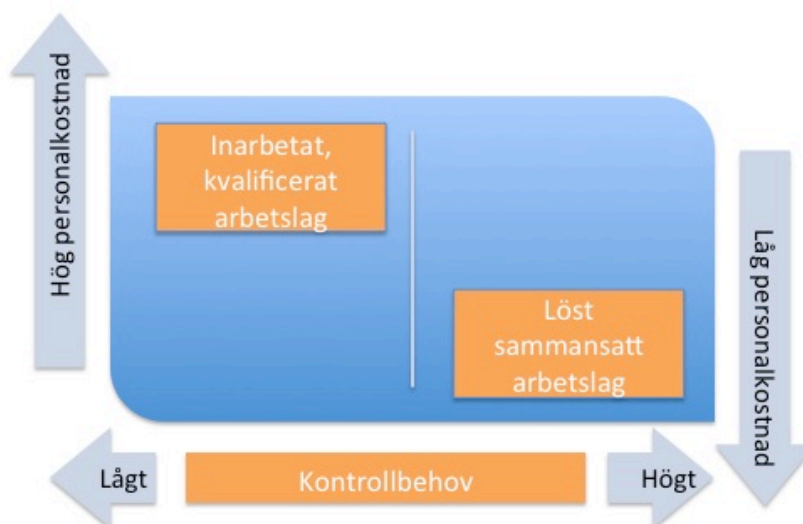 Hög personalkostnad
Inarbetat,
kvalificerat
arbetslag
Löst
sammansatt
arbetslag
Låg personalkostnad
Lågt
Kontrollbehov
Högt